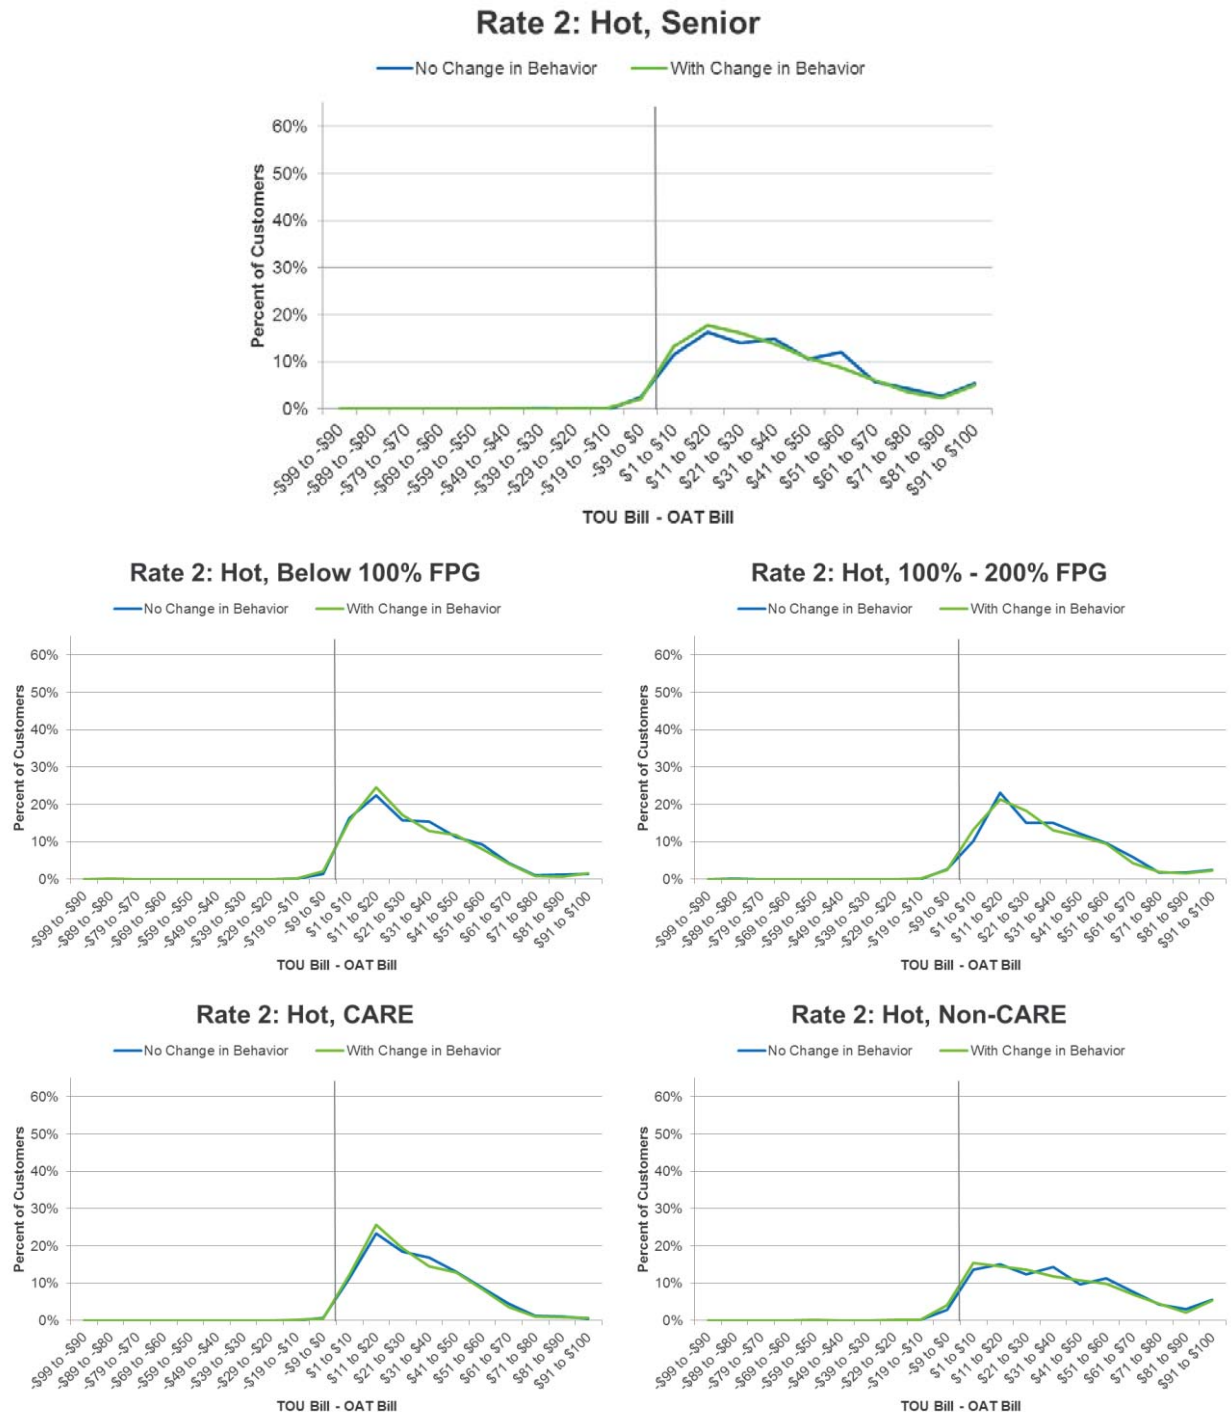 Rate 2: Hot, Senior
No Change in Behavior With Change in Behavior
Percent of Customers
60%
50%
40%
30%
20%
10%
0%
-$99 to -$90
-$89 to -$80
-$79 to -$70
-$69 to -$60
-$59 to -$50
-$49 to -$40
-$39 to -$30
-$29 to -$20
-$19 to -$10
-$9 to $0
$1 to $10
$11 to $20
$21 to $30
$31 to $40
$41 to $50
$51 to $60
$61 to $70
$71 to $80
$81 to $90
$91 to $100
TOU Bill - OAT Bill
Rate 2: Hot, Below 100% FPG
No Change in Behavior With Change in Behavior
Percent of Customers
60%
50%
40%
30%
20%
10%
0%
-$99 to -$90
-$89 to -$80
-$79 to -$70
-$69 to -$60
-$59 to -$50
-$49 to -$40
-$39 to -$30
-$29 to -$20
-$19 to -$10
-$9 to $0
$1 to $10
$11 to $20
$21 to $30
$31 to $40
$41 to $50
$51 to $60
$61 to $70
$71 to $80
$81 to $90
$91 to $100
TOU Bill - OAT Bill
Rate 2: Hot, 100% - 200% FPG
No Change in Behavior With Change in Behavior
Percent of Customers
60%
50%
40%
30%
20%
10%
0%
-$99 to -$90
-$89 to -$80
-$79 to -$70
-$69 to -$60
-$59 to -$50
-$49 to -$40
-$39 to -$30
-$29 to -$20
-$19 to -$10
-$9 to $0
$1 to $10
$11 to $20
$21 to $30
$31 to $40
$41 to $50
$51 to $60
$61 to $70
$71 to $80
$81 to $90
$91 to $100
TOU Bill - OAT Bill
Rate 2: Hot, CARE
No Change in Behavior With Change in Behavior
Percent of Customers
60%
50%
40%
30%
20%
10%
0%
-$99 to -$90
-$89 to -$80
-$79 to -$70
-$69 to -$60
-$59 to -$50
-$49 to -$40
-$39 to -$30
-$29 to -$20
-$19 to -$10
-$9 to $0
$1 to $10
$11 to $20
$21 to $30
$31 to $40
$41 to $50
$51 to $60
$61 to $70
$71 to $80
$81 to $90
$91 to $100
TOU Bill - OAT Bill
Rate 2: Hot, Non-CARE
No Change in Behavior With Change in Behavior
Percent of Customers
60%
50%
40%
30%
20%
10%
0%
-$99 to -$90
-$89 to -$80
-$79 to -$70
-$69 to -$60
-$59 to -$50
-$49 to -$40
-$39 to -$30
-$29 to -$20
-$19 to -$10
-$9 to $0
$1 to $10
$11 to $20
$21 to $30
$31 to $40
$41 to $50
$51 to $60
$61 to $70
$71 to $80
$81 to $90
$91 to $100
TOU Bill - OAT Bill